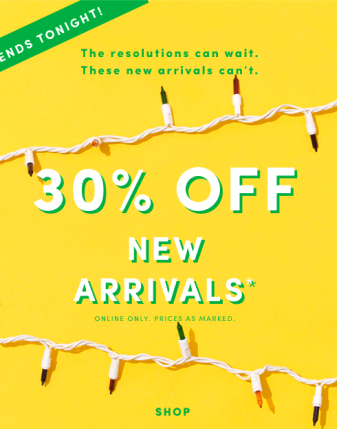 ENDS TONIGHT!
The resolutions can wait.
These new arrivals can't.
30% OFF
NEW
ARRIVALS*
ONLINE ONLY. PRICES AS MARKED.
SHOP